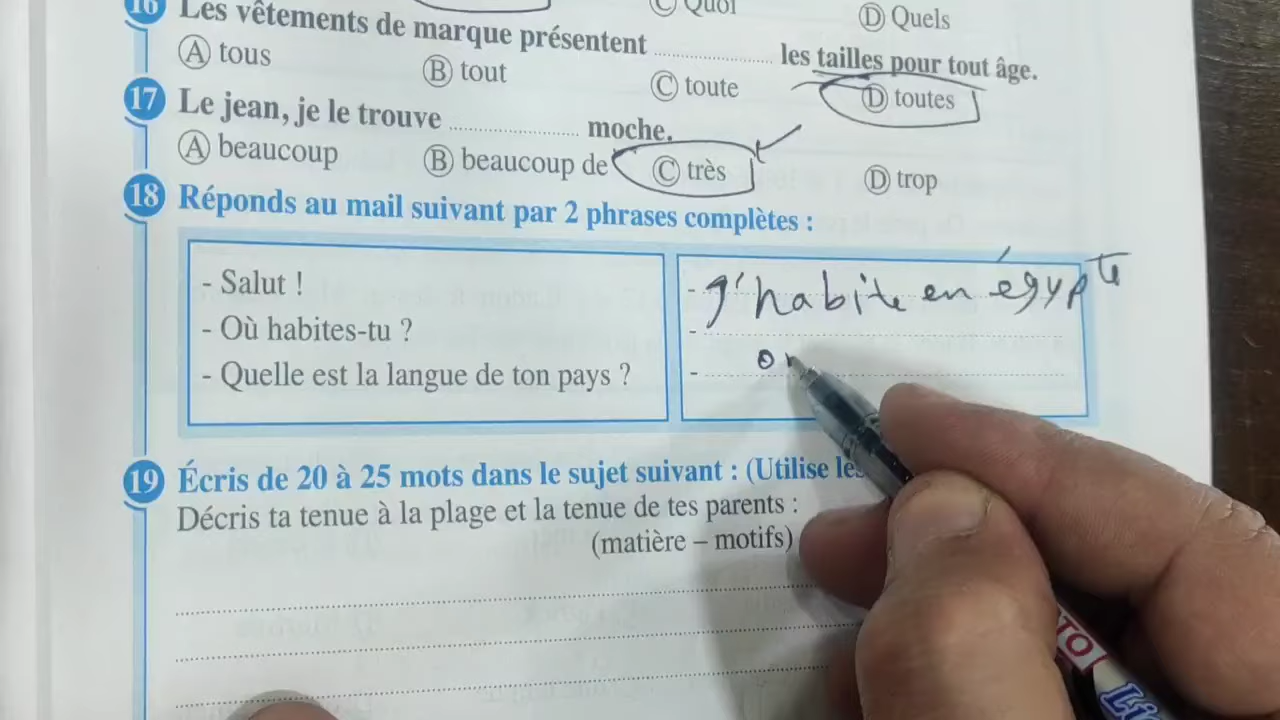 16 Les vêtements de marque présentent .................... les tailles pour tout âge.
C Quoi D Quels
A tous B tout C toute D toutes
17 Le jean, je le trouve .................... moche.
A beaucoup B beaucoup de C très D trop
18 Réponds au mail suivant par 2 phrases complètes :
- Salut !
- Où habites-tu ?
- Quelle est la langue de ton pays ?
- J'habite en égypte
-
- on
19 Écris de 20 à 25 mots dans le sujet suivant : (Utilise les
Décris ta tenue à la plage et la tenue de tes parents :
(matière – motifs)